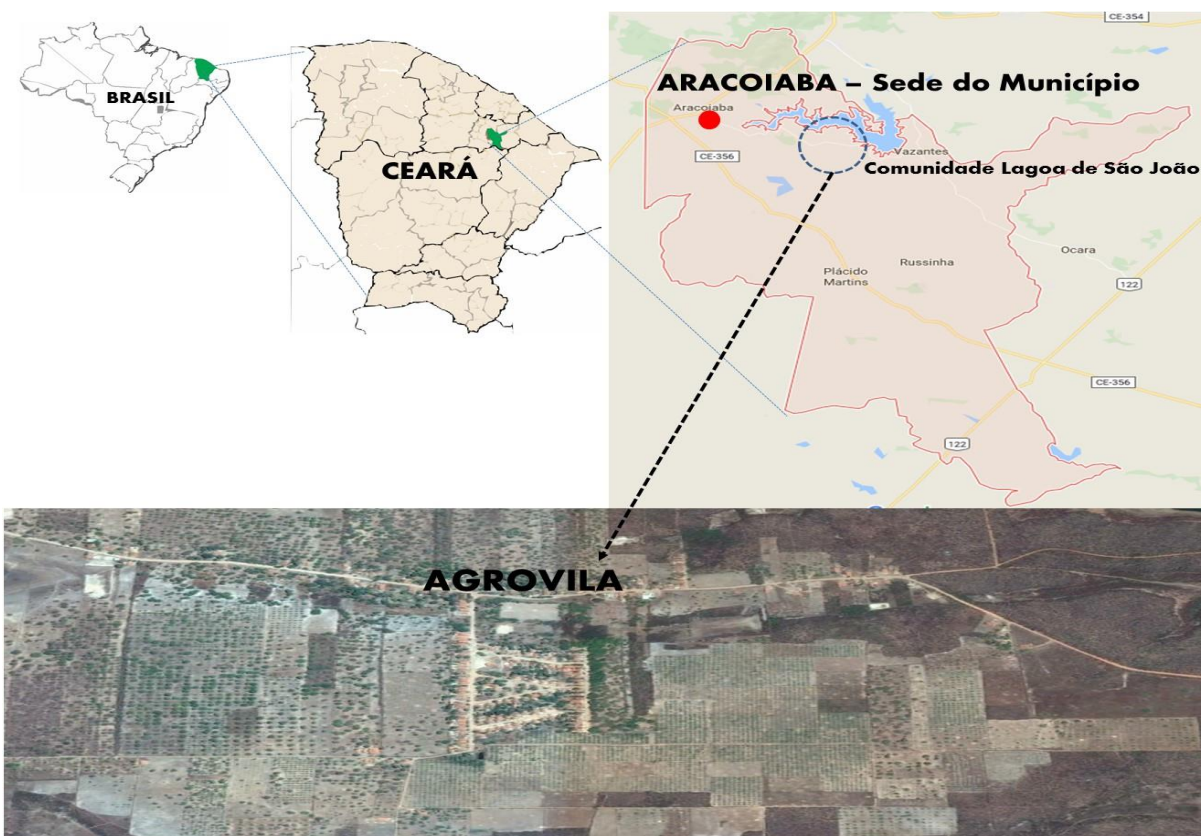 BRASIL
CEARÁ
CE-354
ARACOIABA – Sede do Município
Aracoiaba
CE-356
Vazantes
Comunidade Lagoa de São João
Ocara
Russinha
Plácido
Martins
122
CE-356
122
AGROVILA